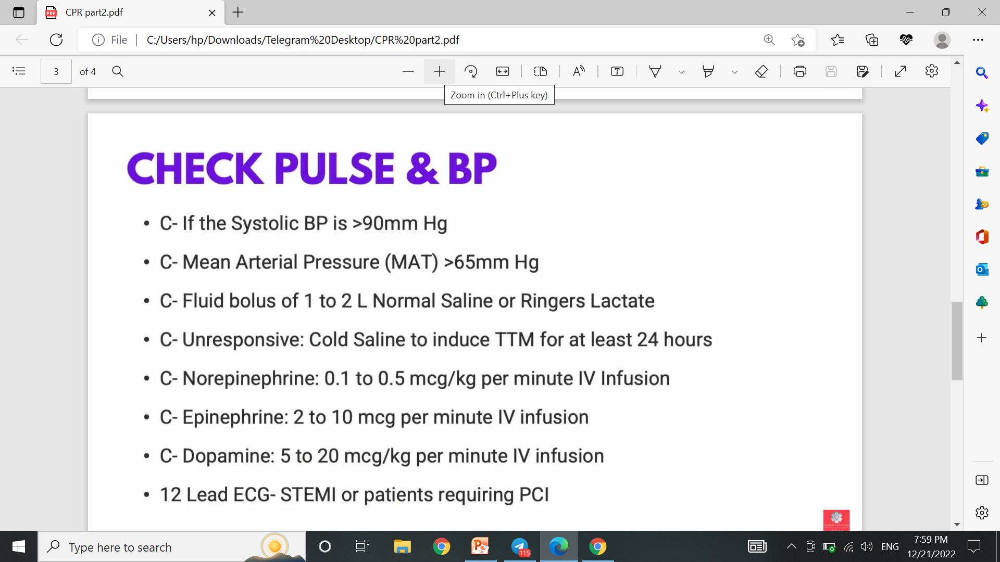 CPR part2.pdf
File
C:/Users/hp/Downloads/Telegram%20Desktop/CPR%20part2.pdf
3 of 4
Zoom in (Ctrl+Plus key)
CHECK PULSE & BP
• C- If the Systolic BP is >90mm Hg
• C- Mean Arterial Pressure (MAT) >65mm Hg
• C- Fluid bolus of 1 to 2 L Normal Saline or Ringers Lactate
• C- Unresponsive: Cold Saline to induce TTM for at least 24 hours
• C- Norepinephrine: 0.1 to 0.5 mcg/kg per minute IV Infusion
• C- Epinephrine: 2 to 10 mcg per minute IV infusion
• C- Dopamine: 5 to 20 mcg/kg per minute IV infusion
• 12 Lead ECG- STEMI or patients requiring PCI
Type here to search
115
ENG
7:59 PM
12/21/2022